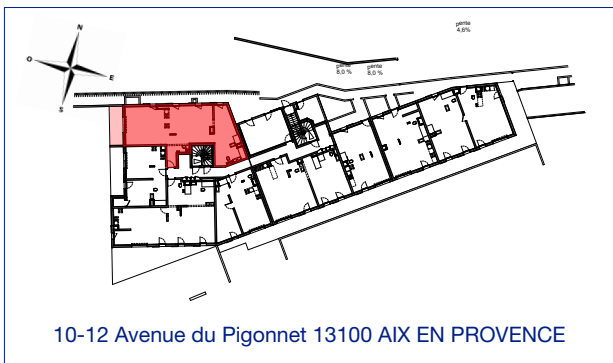 pente
4,6%
pente
8,0 %
pente
8,0 %
N
O
E
S
10-12 Avenue du Pigonnet 13100 AIX EN PROVENCE